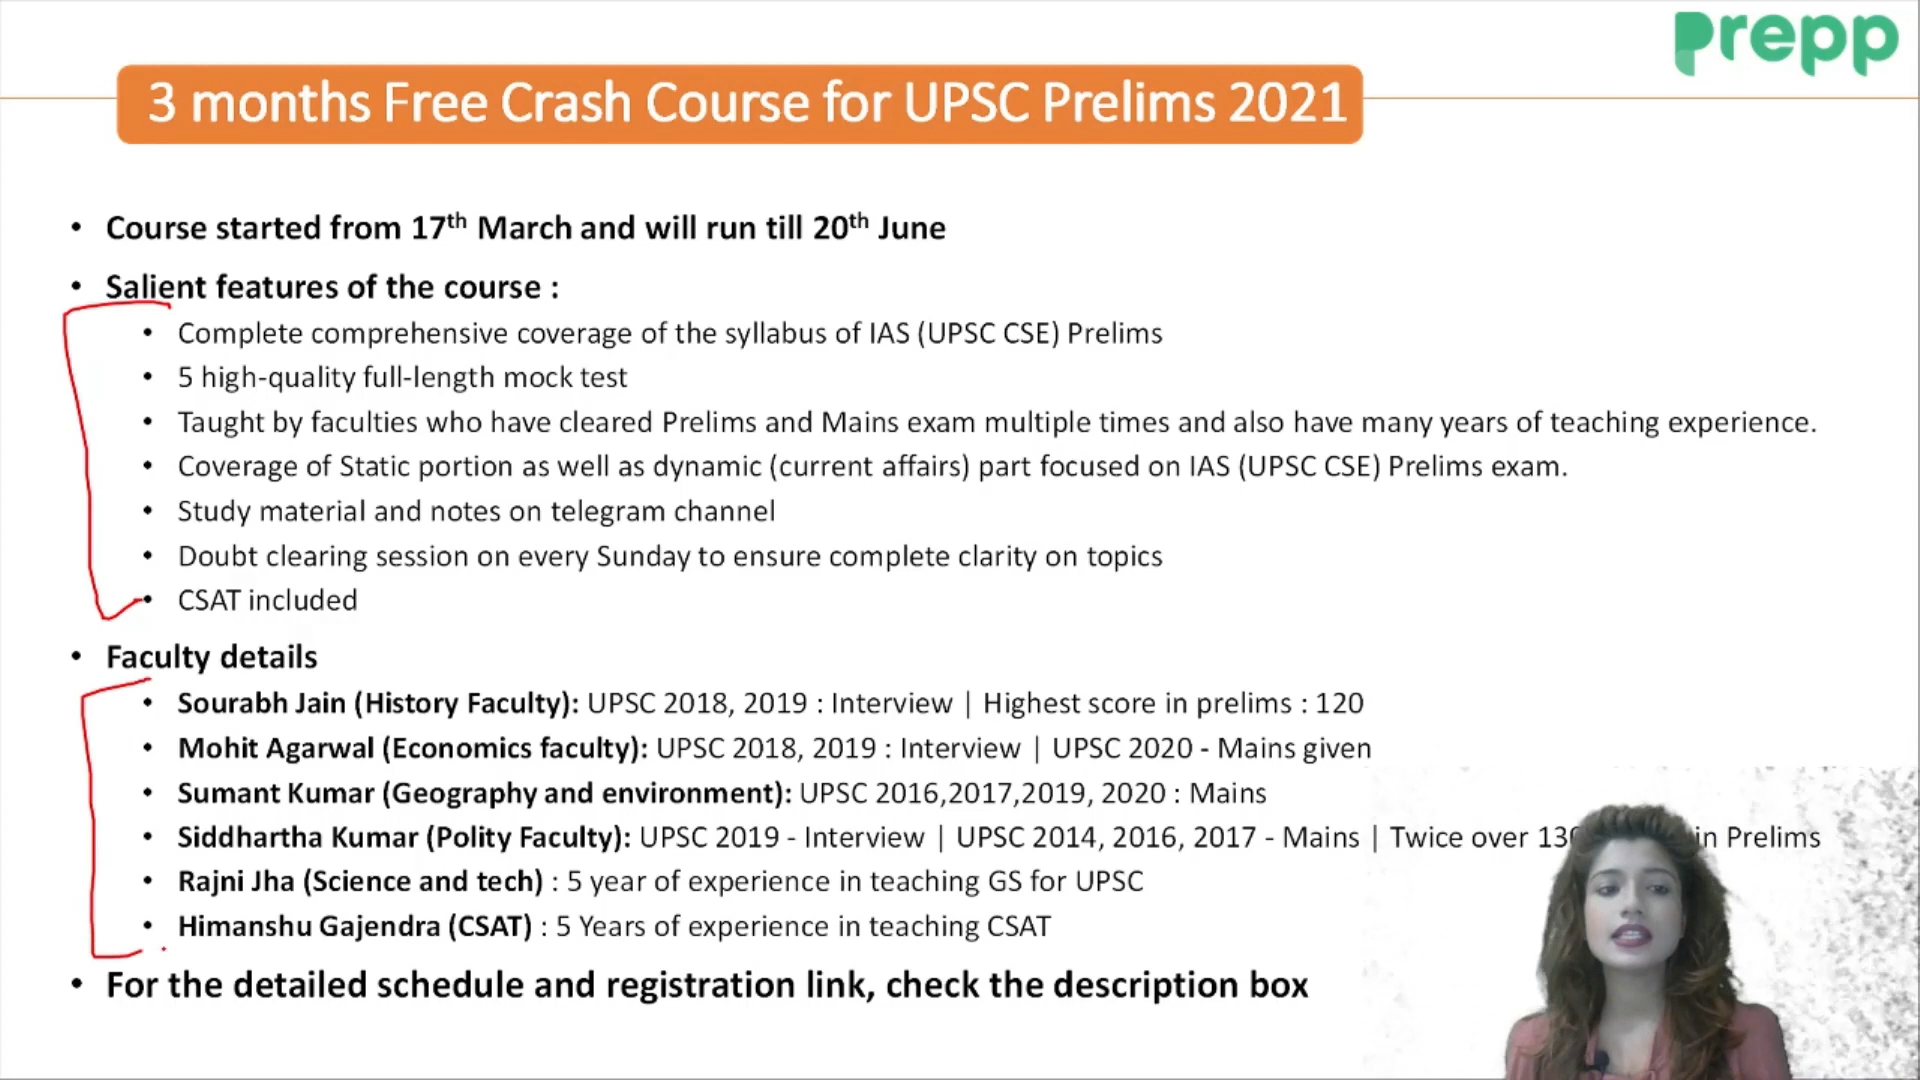 prepp
3 months Free Crash Course for UPSC Prelims 2021
• Course started from 17th March and will run till 20th June
• Salient features of the course :
• Complete comprehensive coverage of the syllabus of IAS (UPSC CSE) Prelims
• 5 high-quality full-length mock test
• Taught by faculties who have cleared Prelims and Mains exam multiple times and also have many years of teaching experience.
• Coverage of Static portion as well as dynamic (current affairs) part focused on IAS (UPSC CSE) Prelims exam.
• Study material and notes on telegram channel
• Doubt clearing session on every Sunday to ensure complete clarity on topics
• CSAT included
• Faculty details
• Sourabh Jain (History Faculty): UPSC 2018, 2019 : Interview | Highest score in prelims : 120
• Mohit Agarwal (Economics faculty): UPSC 2018, 2019 : Interview | UPSC 2020 - Mains given
• Sumant Kumar (Geography and environment): UPSC 2016,2017,2019, 2020 : Mains
• Siddhartha Kumar (Polity Faculty): UPSC 2019 - Interview | UPSC 2014, 2016, 2017 - Mains | Twice over 130 in Prelims
• Rajni Jha (Science and tech) : 5 year of experience in teaching GS for UPSC
• Himanshu Gajendra (CSAT) : 5 Years of experience in teaching CSAT
• For the detailed schedule and registration link, check the description box